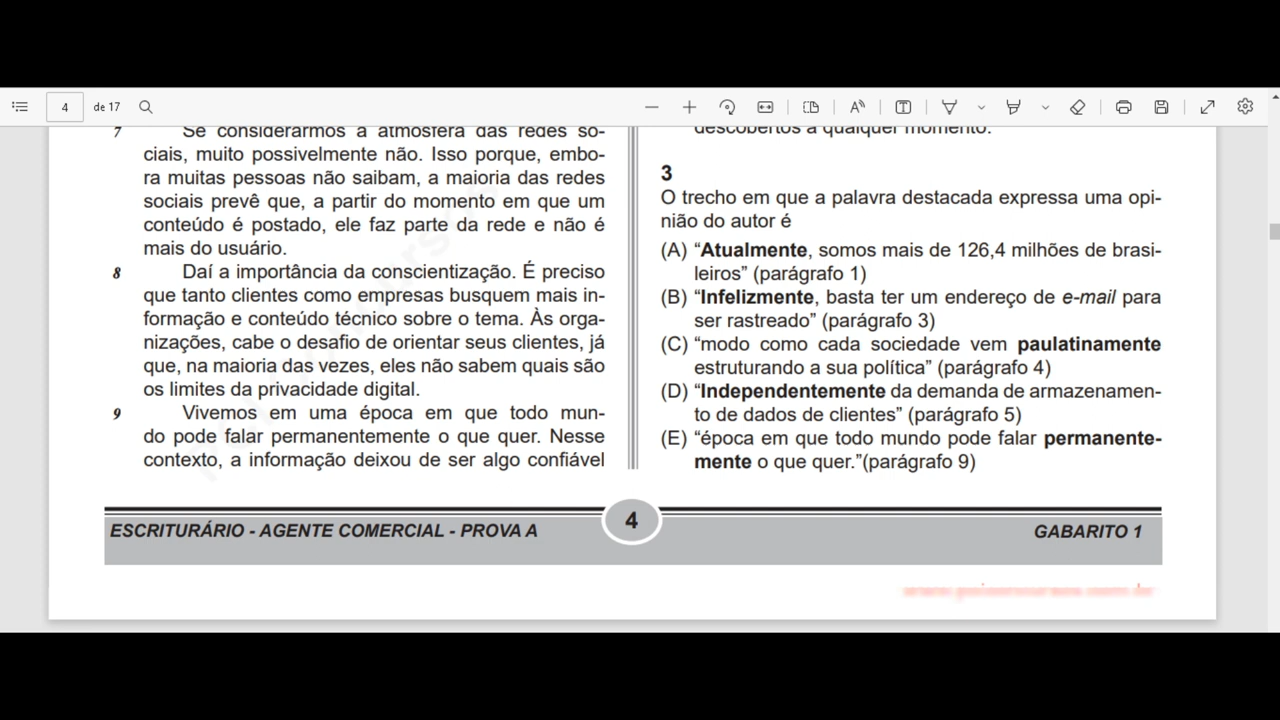 4 de 17
7 Se considerarmos a atmosfera das redes so-
ciais, muito possivelmente não. Isso porque, embo-
ra muitas pessoas não saibam, a maioria das redes
sociais prevê que, a partir do momento em que um
conteúdo é postado, ele faz parte da rede e não é
mais do usuário.
8 Daí a importância da conscientização. É preciso
que tanto clientes como empresas busquem mais in-
formação e conteúdo técnico sobre o tema. Às orga-
nizações, cabe o desafio de orientar seus clientes, já
que, na maioria das vezes, eles não sabem quais são
os limites da privacidade digital.
9 Vivemos em uma época em que todo mun-
do pode falar permanentemente o que quer. Nesse
contexto, a informação deixou de ser algo confiável
descobertos a qualquer momento.
3
O trecho em que a palavra destacada expressa uma opi-
nião do autor é
(A) “Atualmente, somos mais de 126,4 milhões de brasi-
leiros” (parágrafo 1)
(B) “Infelizmente, basta ter um endereço de e-mail para
ser rastreado” (parágrafo 3)
(C) “modo como cada sociedade vem paulatinamente
estruturando a sua política” (parágrafo 4)
(D) “Independentemente da demanda de armazenamen-
to de dados de clientes” (parágrafo 5)
(E) “época em que todo mundo pode falar permanente-
mente o que quer.”(parágrafo 9)
ESCRITURÁRIO - AGENTE COMERCIAL - PROVA A
4
GABARITO 1